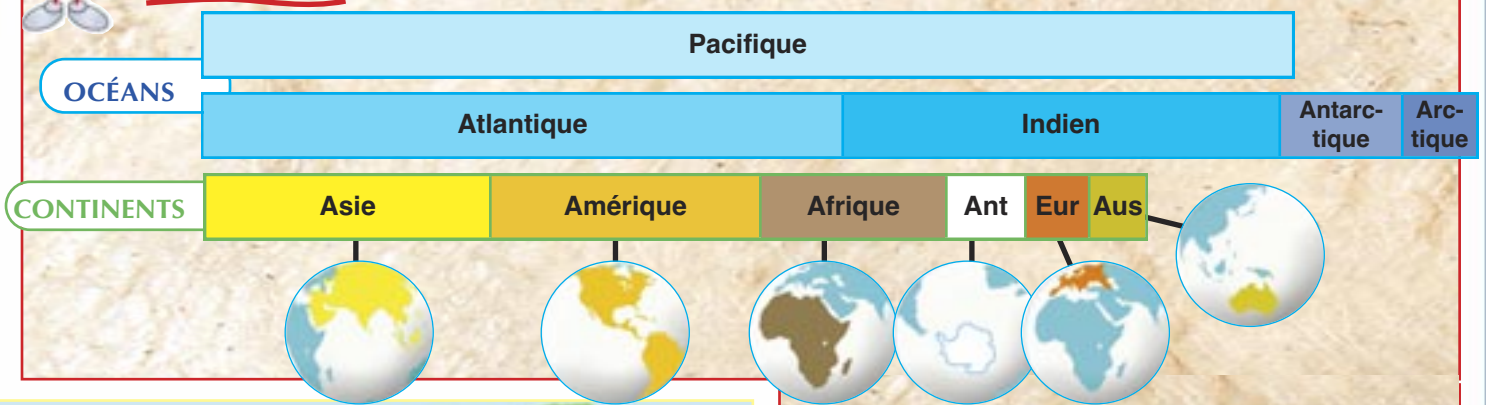 Pacifique
OCÉANS
Atlantique
Indien
Antarc-
tique
Arc-
tique
CONTINENTS
Asie
Amérique
Afrique
Ant
Eur
Aus